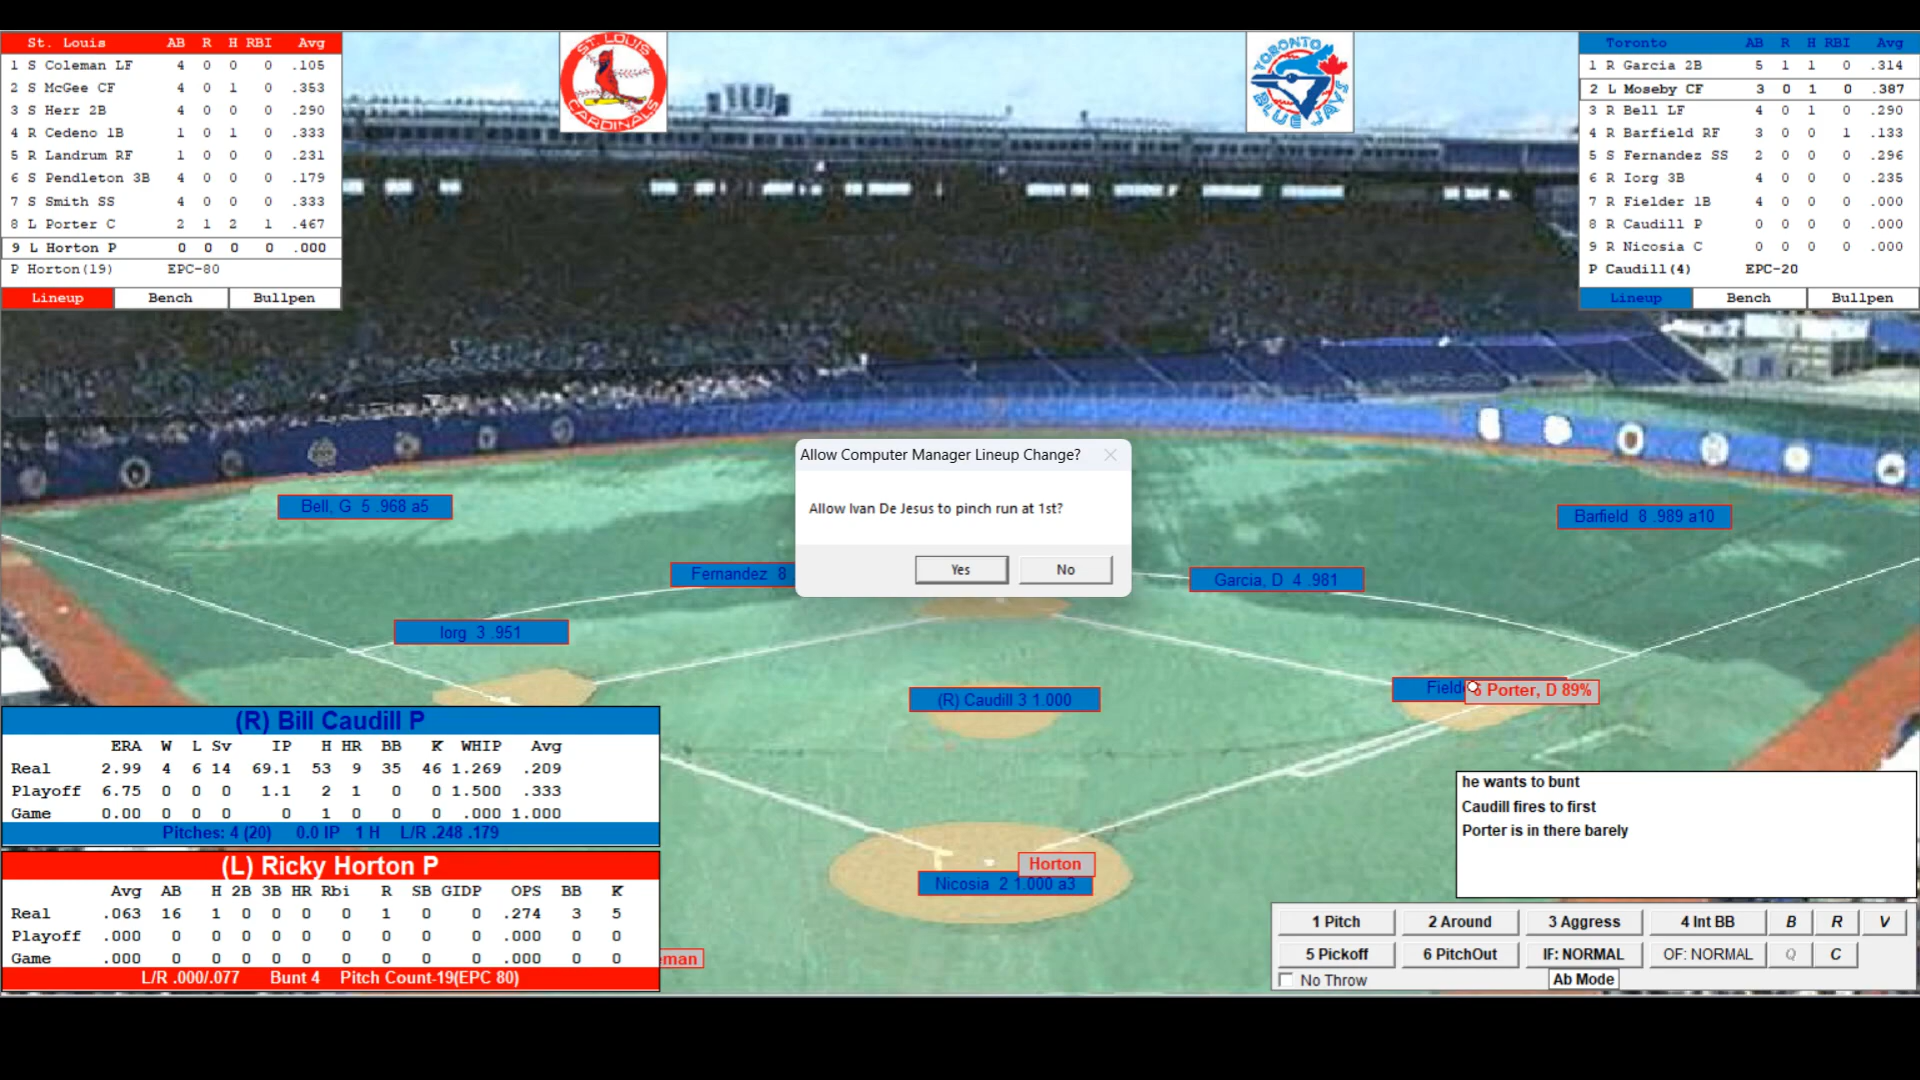 St. Louis AB R H RBI Avg
1 S Coleman LF 4 0 0 0 .105
2 S McGee CF 4 0 1 0 .353
3 S Herr 2B 4 0 0 0 .290
4 R Cedeno 1B 1 0 1 0 .333
5 R Landrum RF 1 0 0 0 .231
6 S Pendleton 3B 4 0 0 0 .179
7 S Smith SS 4 0 0 0 .333
8 L Porter C 2 1 2 1 .467
9 L Horton P 0 0 0 0 .000
P Horton(19) EPC-80
Lineup Bench Bullpen
ST. LOUIS
CARDINALS
TORONTO
BLUE JAYS
Toronto AB R H RBI Avg
1 R Garcia 2B 5 1 1 0 .314
2 L Moseby CF 3 0 1 0 .387
3 R Bell LF 4 0 1 0 .290
4 R Barfield RF 3 0 0 1 .133
5 S Fernandez SS 2 0 0 0 .296
6 R Iorg 3B 4 0 0 0 .235
7 R Fielder 1B 4 0 0 0 .000
8 R Caudill P 0 0 0 0 .000
9 R Nicosia C 0 0 0 0 .000
P Caudill(4) EPC-20
Lineup Bench Bullpen
Allow Computer Manager Lineup Change?
Allow Ivan De Jesus to pinch run at 1st?
Yes No
Bell, G 5 .968 a5
Barfield 8 .989 a10
Fernandez 8 .
Garcia, D 4 .981
Iorg 3 .951
(R) Caudill 3 1.000
Field
Porter, D 89%
Horton
Nicosia 2 1.000 a3
eman
(R) Bill Caudill P
ERA W L Sv IP H HR BB K WHIP Avg
Real 2.99 4 6 14 69.1 53 9 35 46 1.269 .209
Playoff 6.75 0 0 0 1.1 2 1 0 0 1.500 .333
Game 0.00 0 0 0 0 1 0 0 0 .000 1.000
Pitches: 4 (20) 0.0 IP 1 H L/R .248 .179
(L) Ricky Horton P
Avg AB H 2B 3B HR Rbi R SB GIDP OPS BB K
Real .063 16 1 0 0 0 0 1 0 0 .274 3 5
Playoff .000 0 0 0 0 0 0 0 0 0 .000 0 0
Game .000 0 0 0 0 0 0 0 0 0 .000 0 0
L/R .000/.077 Bunt 4 Pitch Count-19(EPC 80)
he wants to bunt
Caudill fires to first
Porter is in there barely
1 Pitch 2 Around 3 Aggress 4 Int BB B R V
5 Pickoff 6 PitchOut IF: NORMAL OF: NORMAL Q C
No Throw Ab Mode